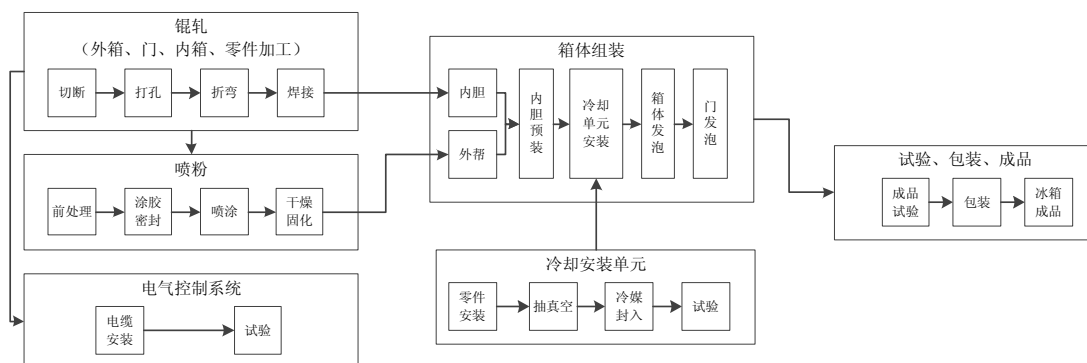 锟轧
（外箱、门、内箱、零件加工）
切断
打孔
折弯
焊接
喷粉
前处理
涂胶
密封
喷涂
干燥
固化
电气控制系统
电缆
安装
试验
箱体组装
内胆
外帮
内
胆
预
装
冷却
单元
安装
箱
体
发
泡
门
发
泡
冷却安装单元
零件
安装
抽真空
冷媒
封入
试验
试验、包装、成品
成品
试验
包装
冰箱
成品